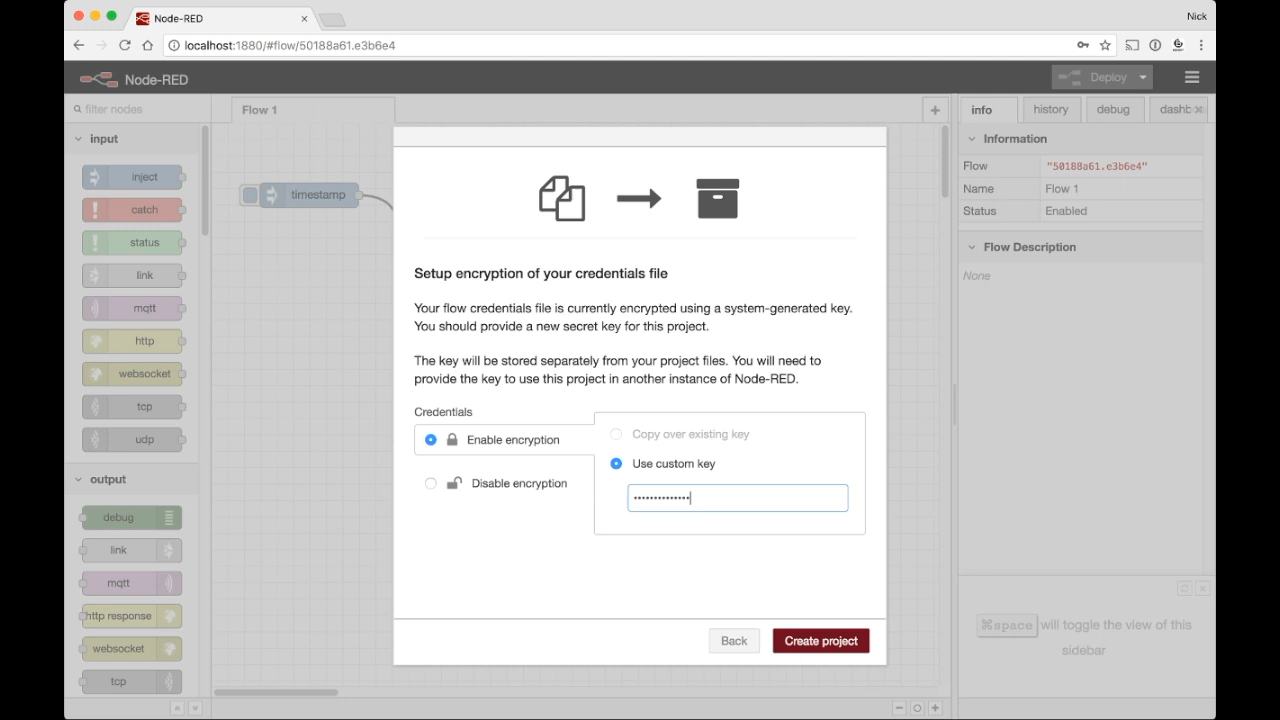 Node-RED
Nick
localhost:1880/#flow/50188a61.e3b6e4
Node-RED
Deploy
filter nodes
Flow 1
info
history
debug
dashb
input
inject
catch
status
link
mqtt
http
websocket
tcp
udp
output
debug
link
mqtt
http response
websocket
tcp
timestamp
Setup encryption of your credentials file
Your flow credentials file is currently encrypted using a system-generated key.
You should provide a new secret key for this project.
The key will be stored separately from your project files. You will need to
provide the key to use this project in another instance of Node-RED.
Credentials
Enable encryption
Disable encryption
Copy over existing key
Use custom key
••••••••••••••
Back
Create project
Information
Flow "50188a61.e3b6e4"
Name Flow 1
Status Enabled
Flow Description
None
⌘space will toggle the view of this
sidebar